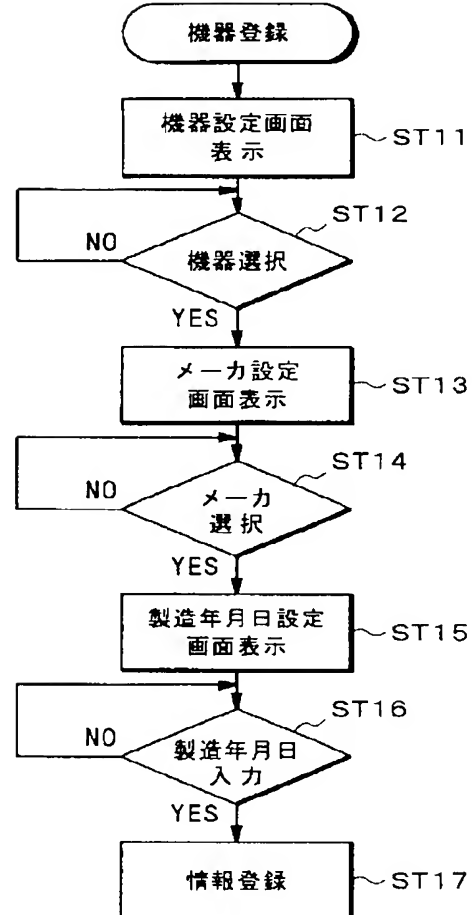 機器登録
機器設定画面
表示
ST11
ST12
NO
機器選択
YES
メーカ設定
画面表示
ST13
ST14
NO
メーカ
選択
YES
製造年月日設定
画面表示
ST15
ST16
NO
製造年月日
入力
YES
情報登録
ST17